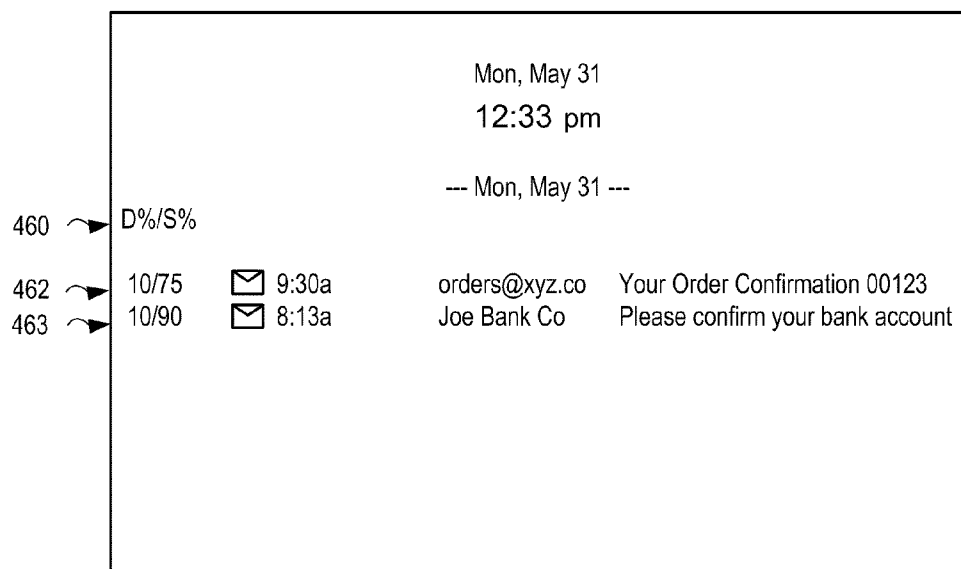 Mon, May 31
12:33 pm
--- Mon, May 31 ---
460 D%/S%
462 10/75 9:30a orders@xyz.co Your Order Confirmation 00123
463 10/90 8:13a Joe Bank Co Please confirm your bank account